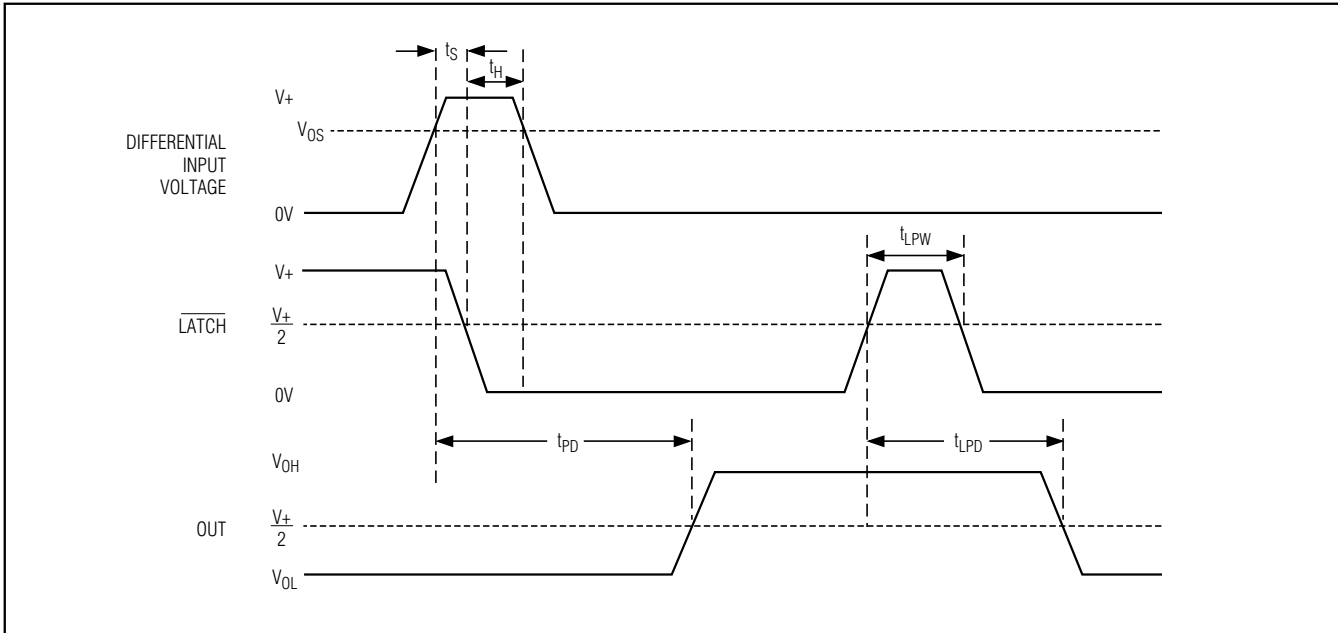 tS
tH
V+
VOS
DIFFERENTIAL
INPUT
VOLTAGE
0V
tLPW
V+
LATCH
V+
2
0V
tPD
tLPD
VOH
V+
2
OUT
VOL